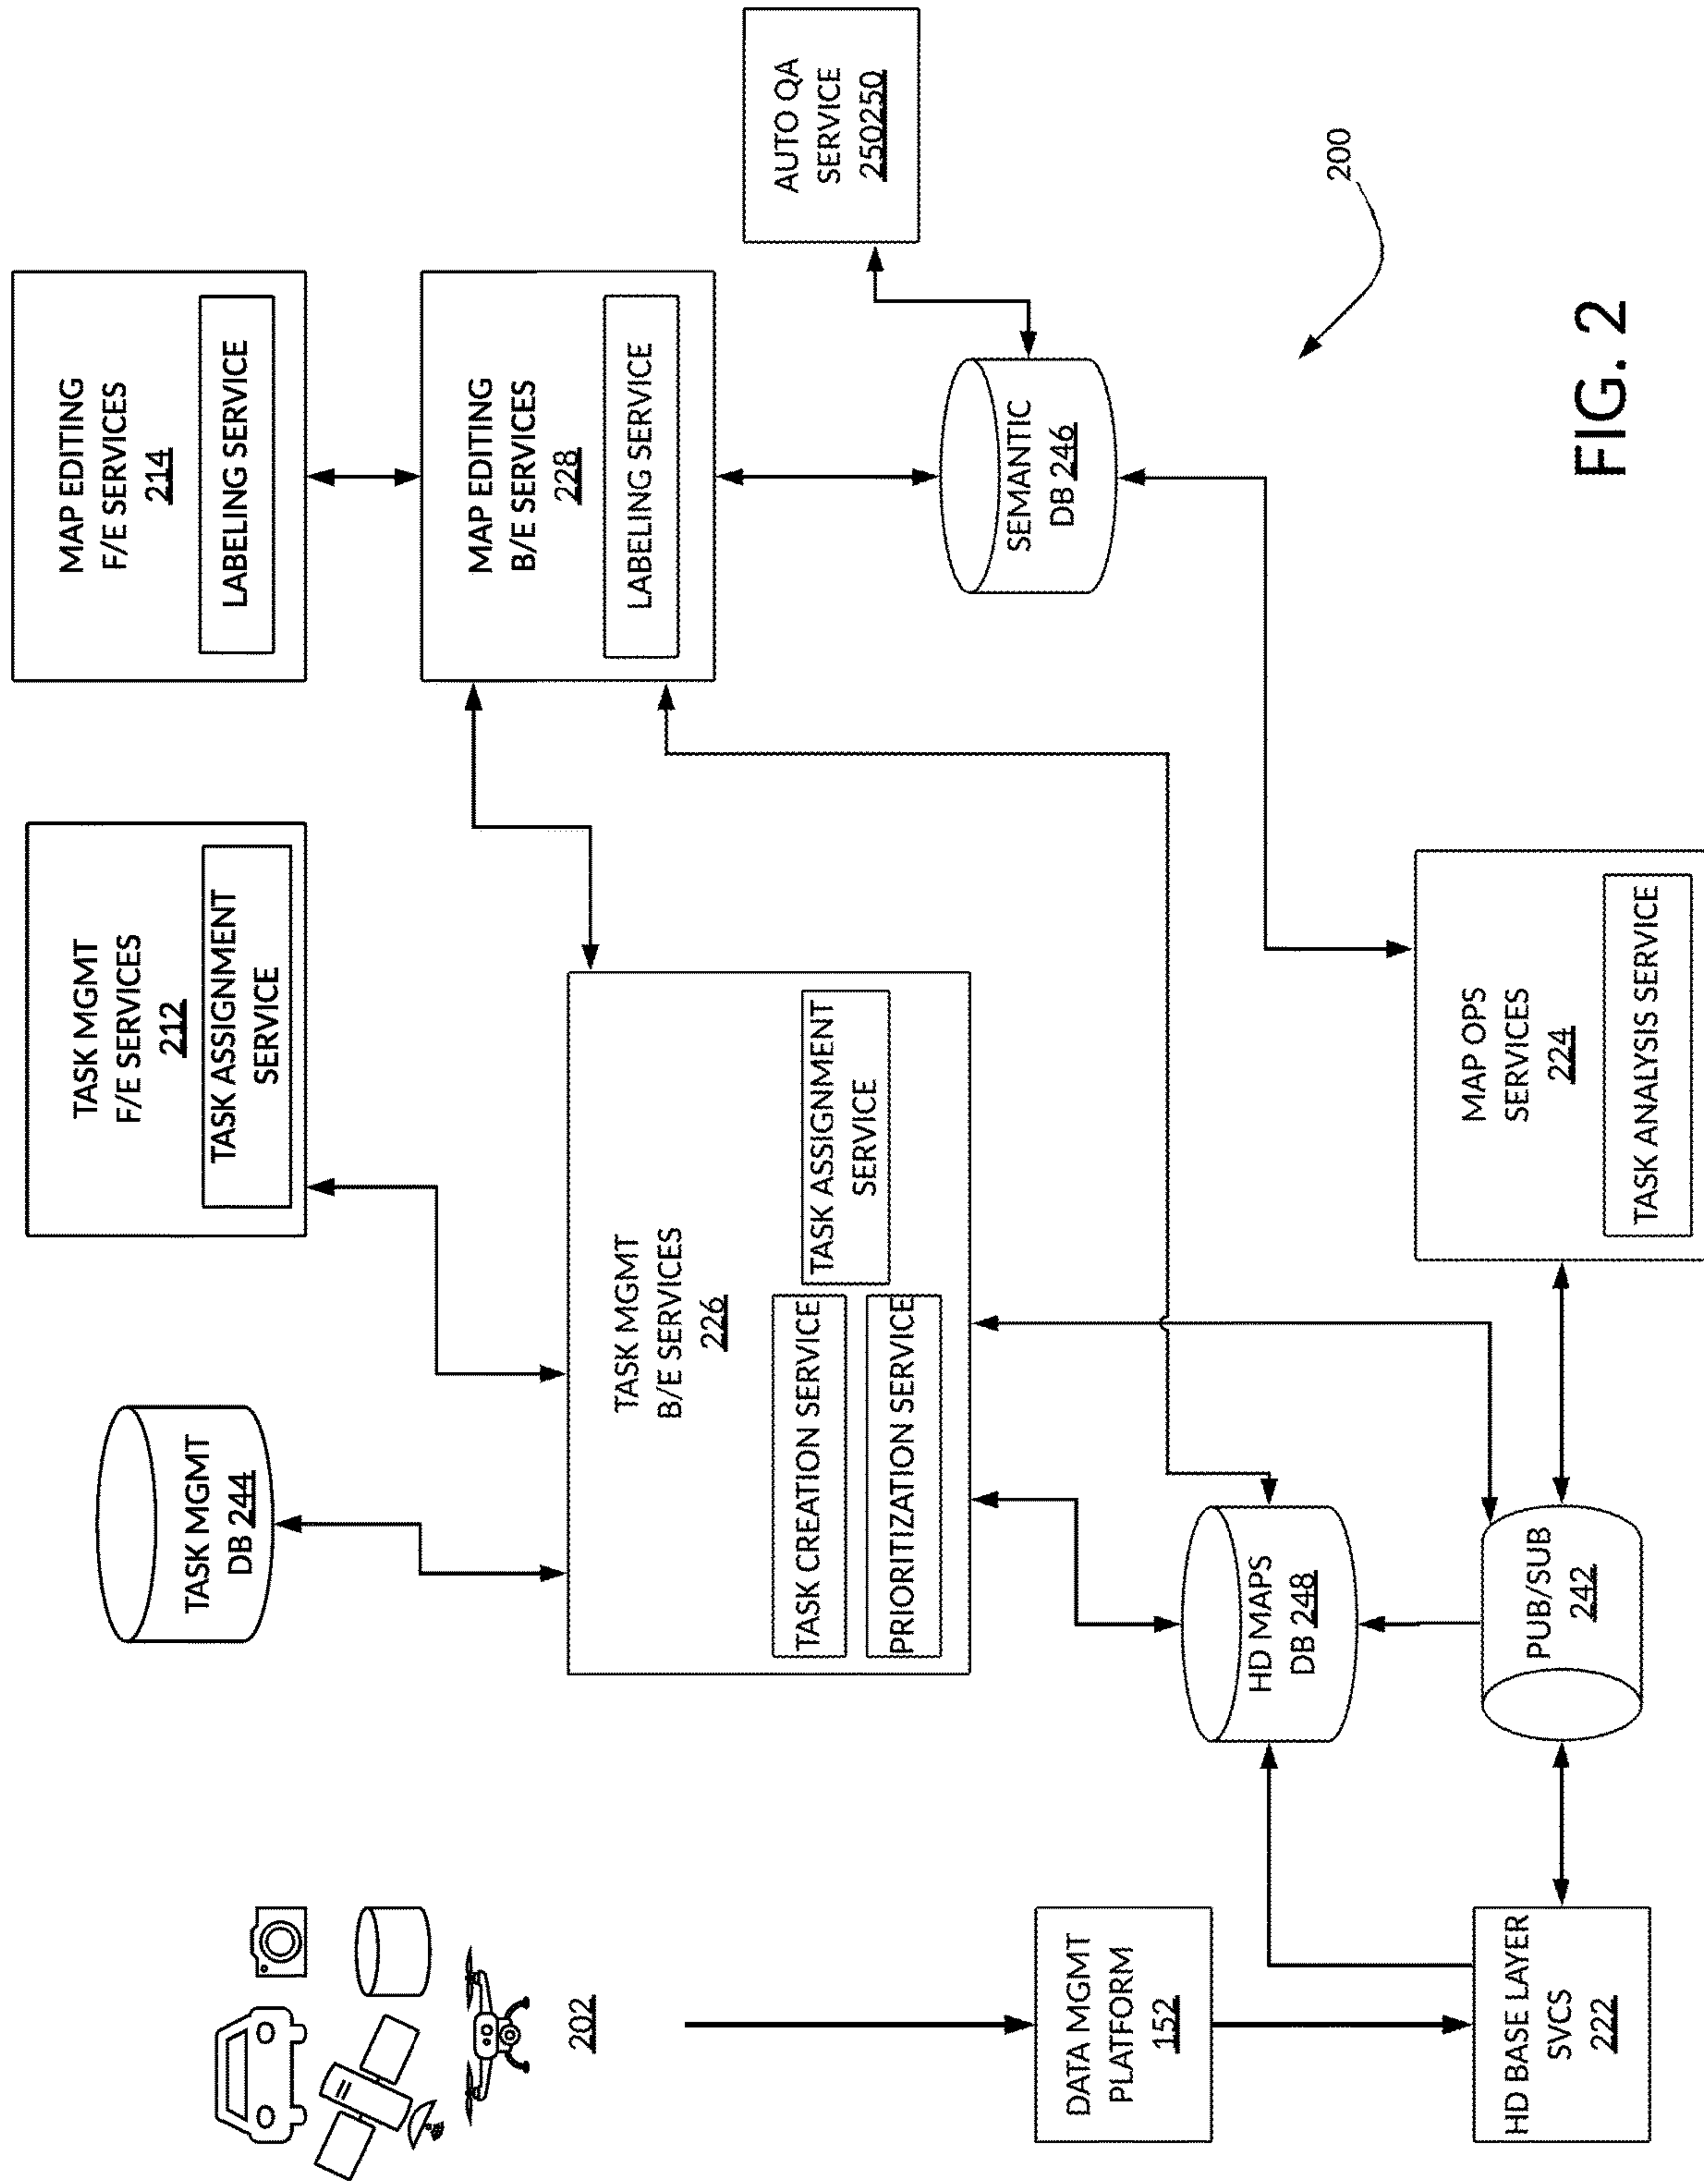 202
DATA MGMT
PLATFORM
152
HD BASE LAYER
SVCS
222
TASK MGMT
DB 244
TASK MGMT
F/E SERVICES
212
TASK ASSIGNMENT
SERVICE
MAP EDITING
F/E SERVICES
214
LABELING SERVICE
TASK MGMT
B/E SERVICES
226
TASK CREATION SERVICE
PRIORITIZATION SERVICE
TASK ASSIGNMENT
SERVICE
MAP EDITING
B/E SERVICES
228
LABELING SERVICE
HD MAPS
DB 248
PUB/SUB
242
MAP OPS
SERVICES
224
TASK ANALYSIS SERVICE
SEMANTIC
DB 246
AUTO QA
SERVICE
250250
200
FIG. 2